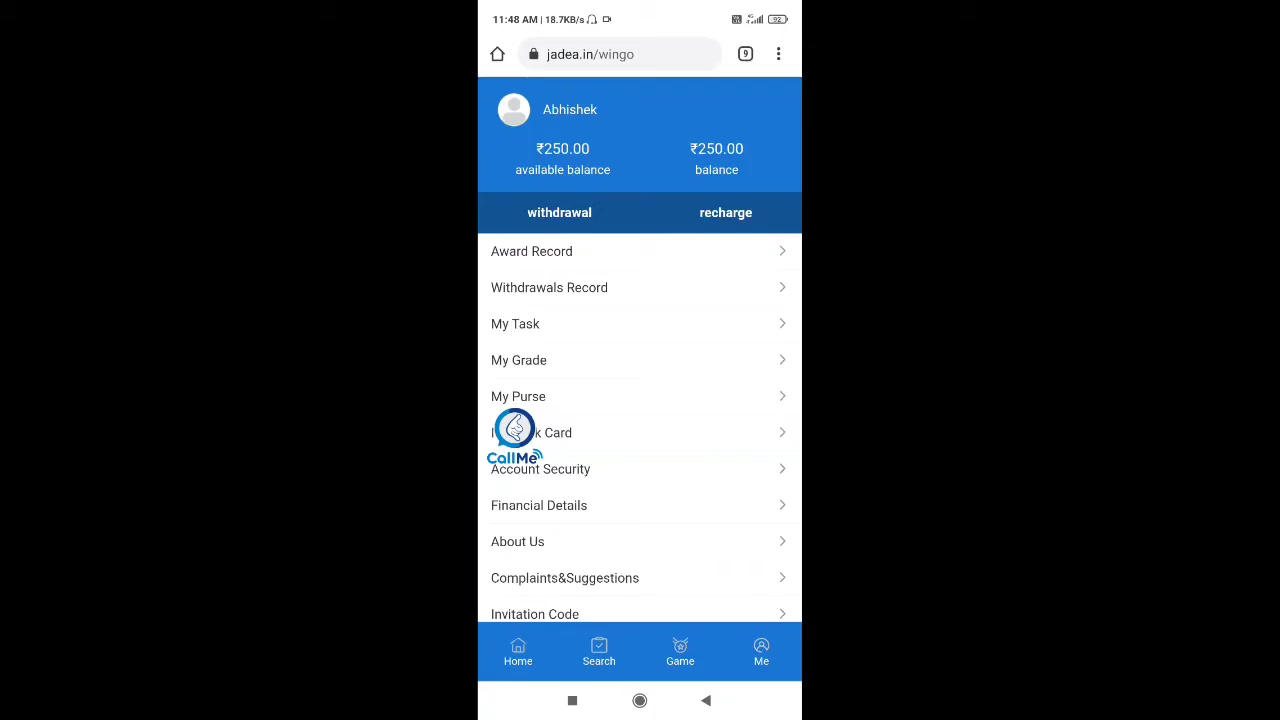 11:48 AM | 18.7KB/s
92
jadea.in/wingo
9
Abhishek
₹250.00 ₹250.00
available balance balance
withdrawal recharge
Award Record
Withdrawals Record
My Task
My Grade
My Purse
Card
CallMe
Account Security
Financial Details
About Us
Complaints&Suggestions
Invitation Code
Home Search Game Me